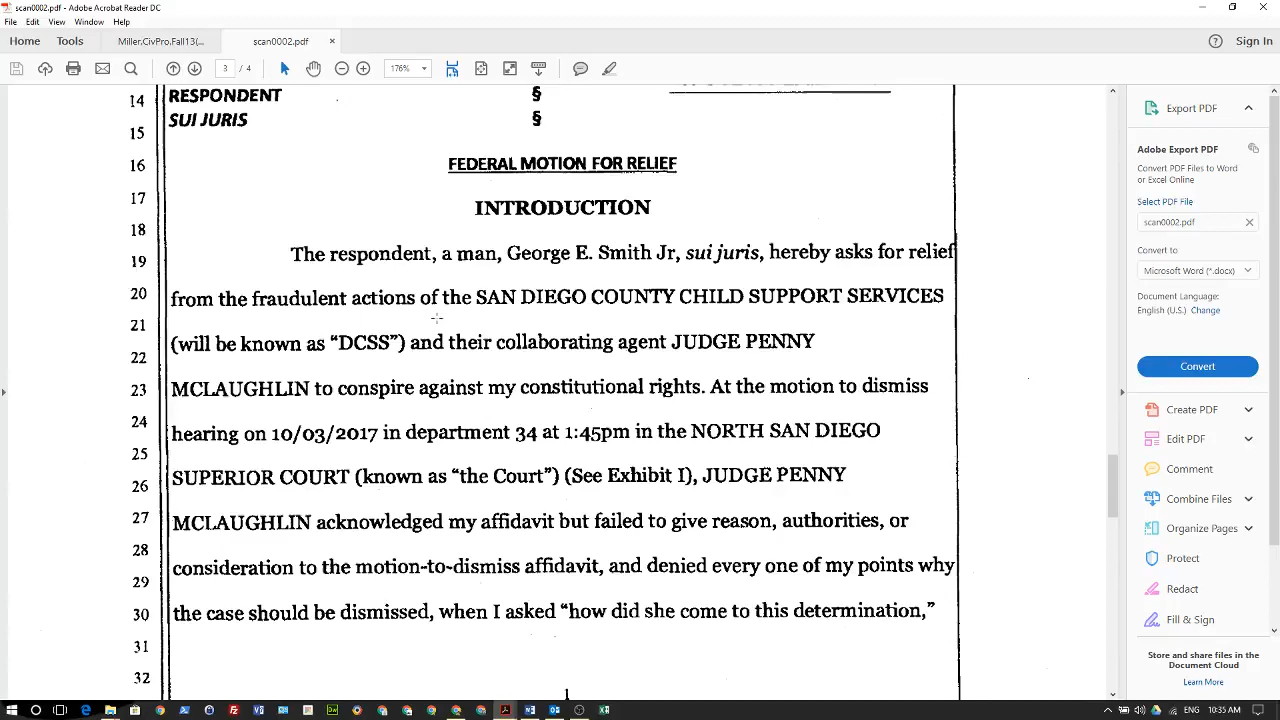 scan0002.pdf - Adobe Acrobat Reader DC
File Edit View Window Help
Home Tools Miller.CivPro.Fall13(... scan0002.pdf × ? Sign In
3 / 4 176%
14 RESPONDENT §
15 SUI JURIS §
16 FEDERAL MOTION FOR RELIEF
17 INTRODUCTION
18
19 The respondent, a man, George E. Smith Jr, sui juris, hereby asks for relief
20 from the fraudulent actions of the SAN DIEGO COUNTY CHILD SUPPORT SERVICES
21
22 (will be known as “DCSS”) and their collaborating agent JUDGE PENNY
23 MCLAUGHLIN to conspire against my constitutional rights. At the motion to dismiss
24 hearing on 10/03/2017 in department 34 at 1:45pm in the NORTH SAN DIEGO
25
26 SUPERIOR COURT (known as “the Court”) (See Exhibit I), JUDGE PENNY
27 MCLAUGHLIN acknowledged my affidavit but failed to give reason, authorities, or
28 consideration to the motion-to-dismiss affidavit, and denied every one of my points why
29
30 the case should be dismissed, when I asked “how did she come to this determination,”
31
32
Export PDF
Adobe Export PDF
Convert PDF Files to Word
or Excel Online
Select PDF File
scan0002.pdf ×
Convert to
Microsoft Word (*.docx)
Document Language:
English (U.S.) Change
Convert
Create PDF
Edit PDF
Comment
Combine Files
Organize Pages
Protect
Redact
Fill & Sign
Store and share files in the
Document Cloud
Learn More
ENG 10:35 AM